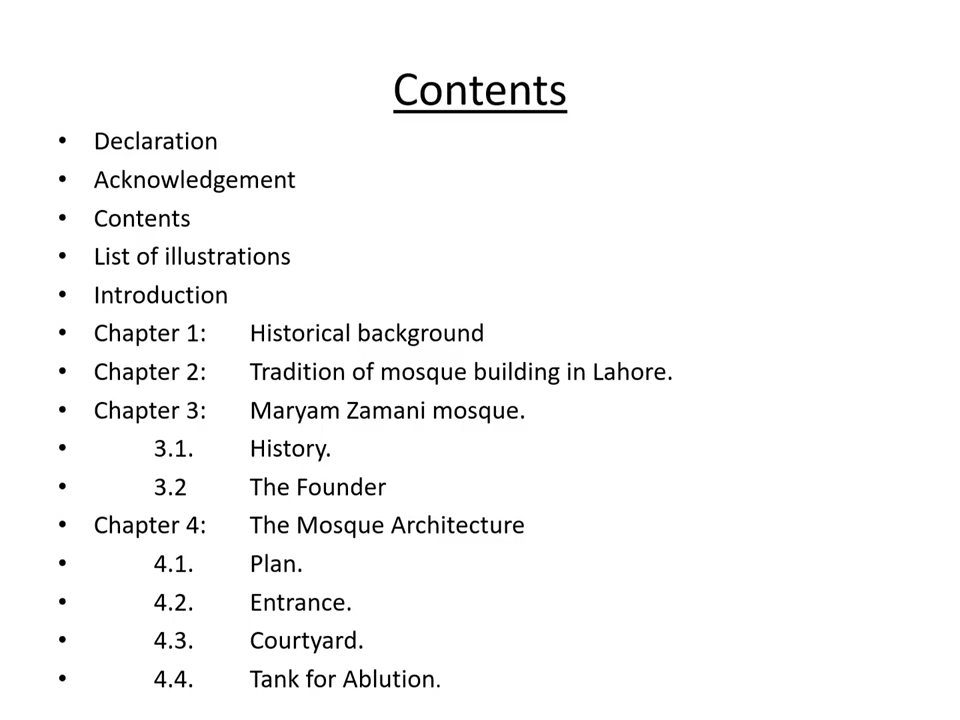 Contents
• Declaration
• Acknowledgement
• Contents
• List of illustrations
• Introduction
• Chapter 1: Historical background
• Chapter 2: Tradition of mosque building in Lahore.
• Chapter 3: Maryam Zamani mosque.
• 3.1. History.
• 3.2 The Founder
• Chapter 4: The Mosque Architecture
• 4.1. Plan.
• 4.2. Entrance.
• 4.3. Courtyard.
• 4.4. Tank for Ablution.